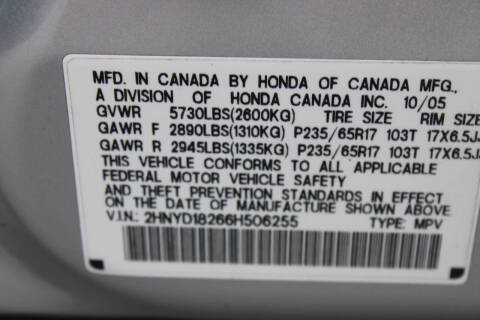 MFD. IN CANADA BY HONDA OF CANADA MFG.,
A DIVISION OF HONDA CANADA INC. 10/05
GVWR 5730LBS(2600KG) TIRE SIZE RIM SIZE
GAWR F 2890LBS(1310KG) P235/65R17 103T 17X6.5J
GAWR R 2945LBS(1335KG) P235/65R17 103T 17X6.5J
THIS VEHICLE CONFORMS TO ALL APPLICABLE
FEDERAL MOTOR VEHICLE SAFETY
AND THEFT PREVENTION STANDARDS IN EFFECT
ON THE DATE OF MANUFACTURE SHOWN ABOVE.
V.I.N.: 2HNYD18266H506255 TYPE: MPV